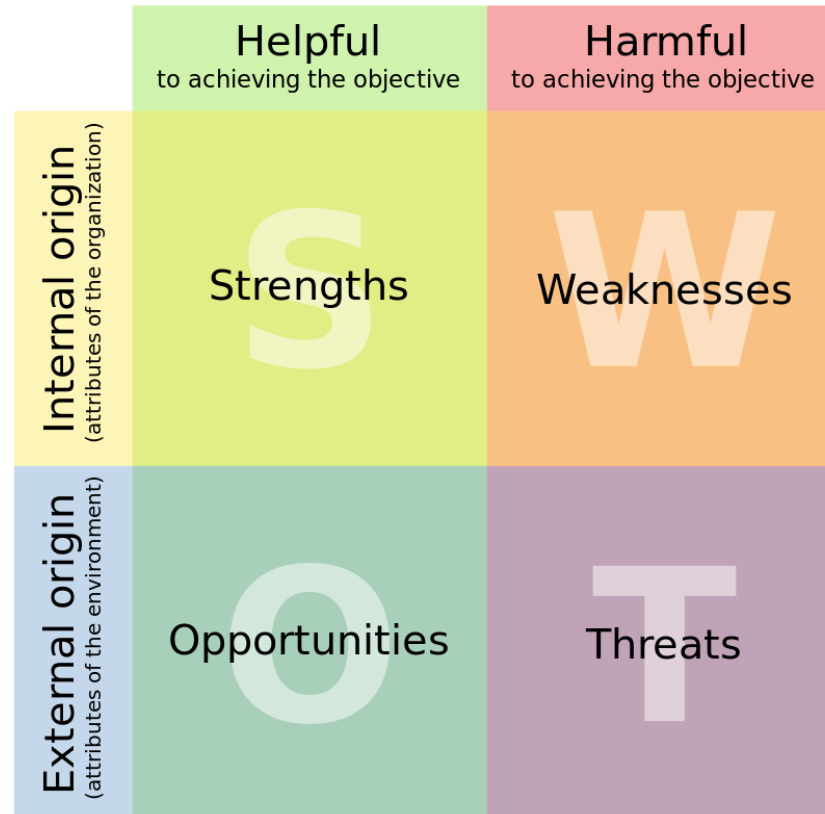 Helpful
to achieving the objective
Harmful
to achieving the objective
Internal origin
(attributes of the organization)
S
Strengths
W
Weaknesses
External origin
(attributes of the environment)
O
Opportunities
T
Threats